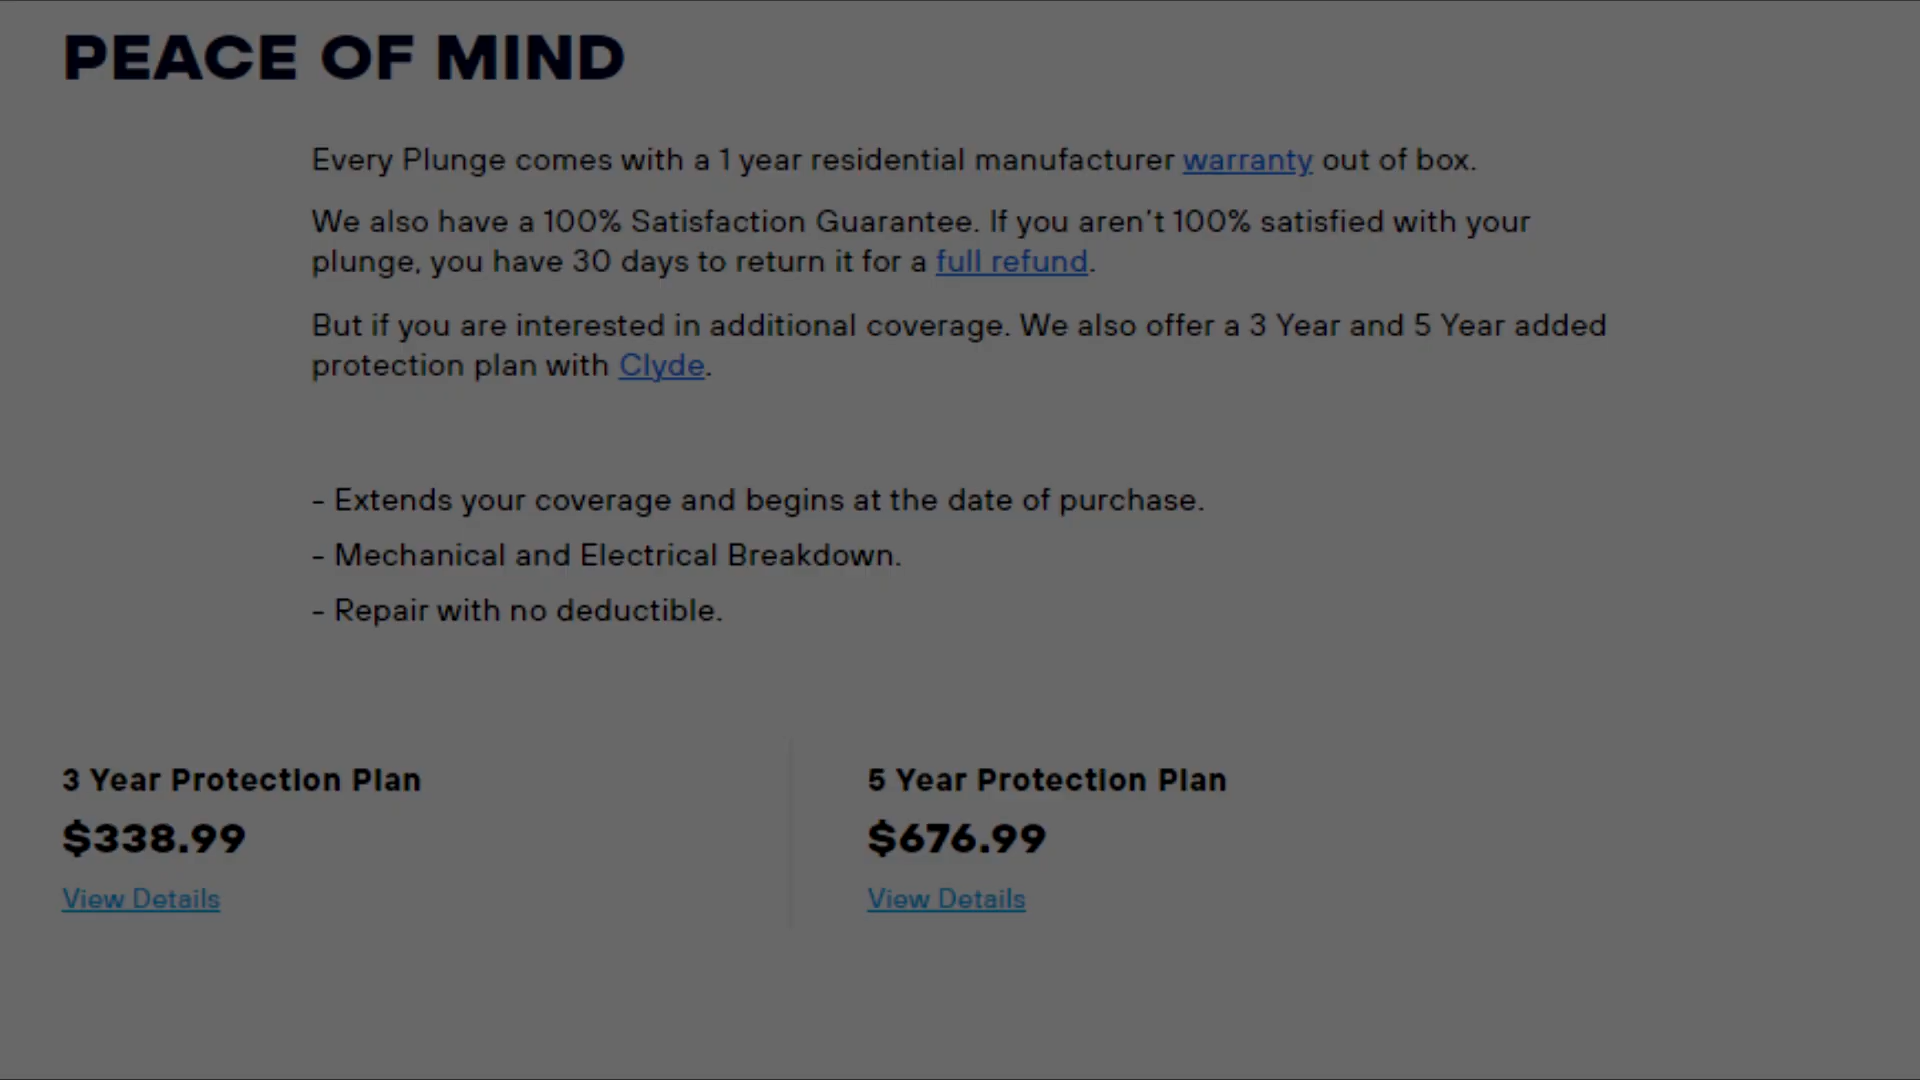 PEACE OF MIND
Every Plunge comes with a 1 year residential manufacturer warranty out of box.
We also have a 100% Satisfaction Guarantee. If you aren't 100% satisfied with your
plunge, you have 30 days to return it for a full refund.
But if you are interested in additional coverage. We also offer a 3 Year and 5 Year added
protection plan with Clyde.
- Extends your coverage and begins at the date of purchase.
- Mechanical and Electrical Breakdown.
- Repair with no deductible.
3 Year Protection Plan
$338.99
View Details
5 Year Protection Plan
$676.99
View Details